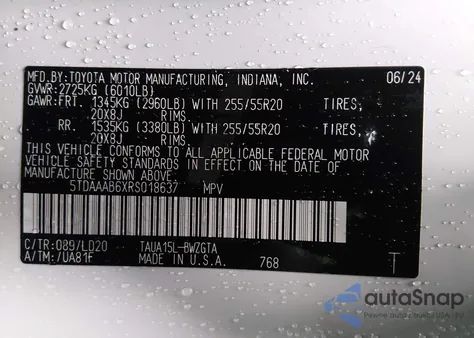 MFD.BY:TOYOTA MOTOR MANUFACTURING, INDIANA, INC. 06/24
GVWR:2725KG (6010LB)
GAWR:FRT. 1345KG (2960LB) WITH 255/55R20 TIRES,
20X8J RIMS.
RR. 1535KG (3380LB) WITH 255/55R20 TIRES,
20X8J RIMS.
THIS VEHICLE CONFORMS TO ALL APPLICABLE FEDERAL MOTOR
VEHICLE SAFETY STANDARDS IN EFFECT ON THE DATE OF
MANUFACTURE SHOWN ABOVE.
5TDAAAB6XRS018637 MPV
C/TR:089/LD20 TAUA15L-BWZGTA
A/TM:/UA81F MADE IN U.S.A. 768 T
autoSnap